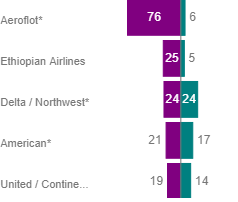 Aeroflot* 76 6
Ethiopian Airlines 25 5
Delta / Northwest* 24 24
American* 21 17
United / Contine... 19 14